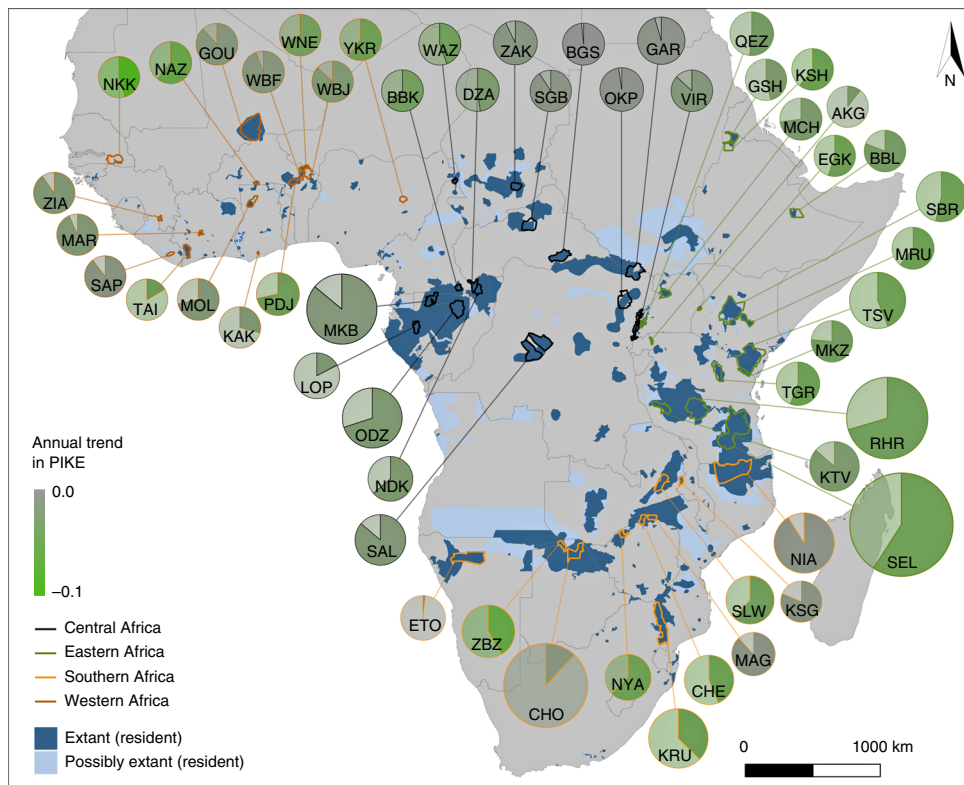 NKK
NAZ
GOU
WBF
WNE
WBJ
YKR
BBK
WAZ
DZA
ZAK
SGB
BGS
OKP
GAR
VIR
QEZ
GSH
KSH
MCH
AKG
EGK
BBL
SBR
MRU
TSV
MKZ
TGR
RHR
KTV
SEL
NIA
KSG
SLW
MAG
CHE
KRU
NYA
CHO
ZBZ
ETO
SAL
NDK
ODZ
LOP
MKB
PDJ
KAK
MOL
TAI
SAP
MAR
ZIA
N
Annual trend
in PIKE
0.0
–0.1
Central Africa
Eastern Africa
Southern Africa
Western Africa
Extant (resident)
Possibly extant (resident)
0 1000 km